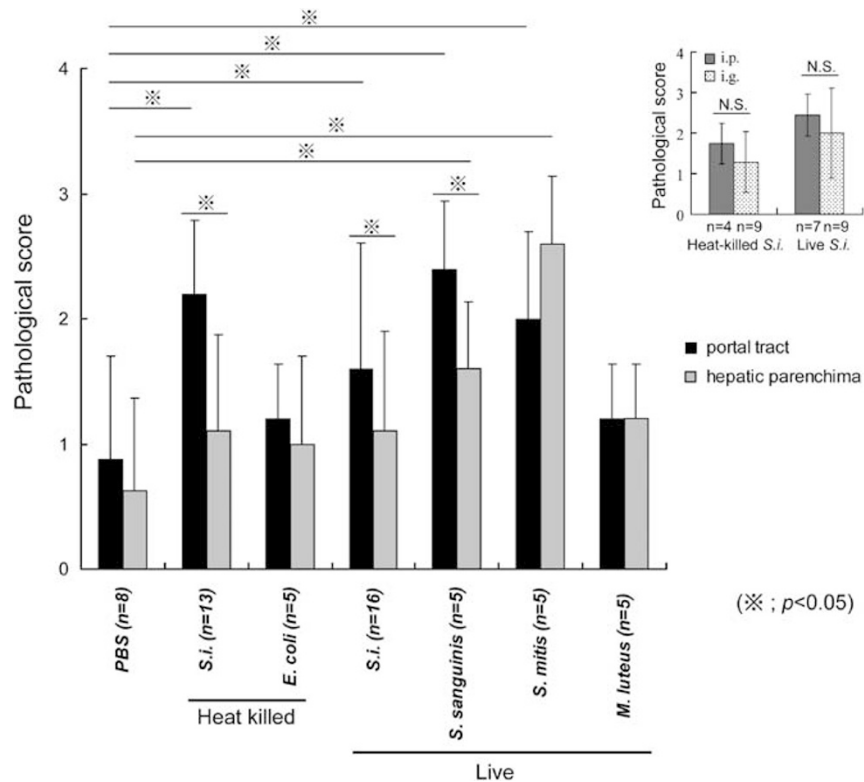 ※
※
※
※
※
※
※
※
※
4
3
2
1
0
Pathological score
PBS (n=8)
S.i. (n=13)
E. coli (n=5)
S.i. (n=16)
S. sanguinis (n=5)
S. mitis (n=5)
M. luteus (n=5)
Heat killed
Live
4
3
2
1
0
Pathological score
i.p.
i.g.
N.S.
N.S.
n=4 n=9
n=7 n=9
Heat-killed S.i.
Live S.i.
portal tract
hepatic parenchima
(※ ; p<0.05)